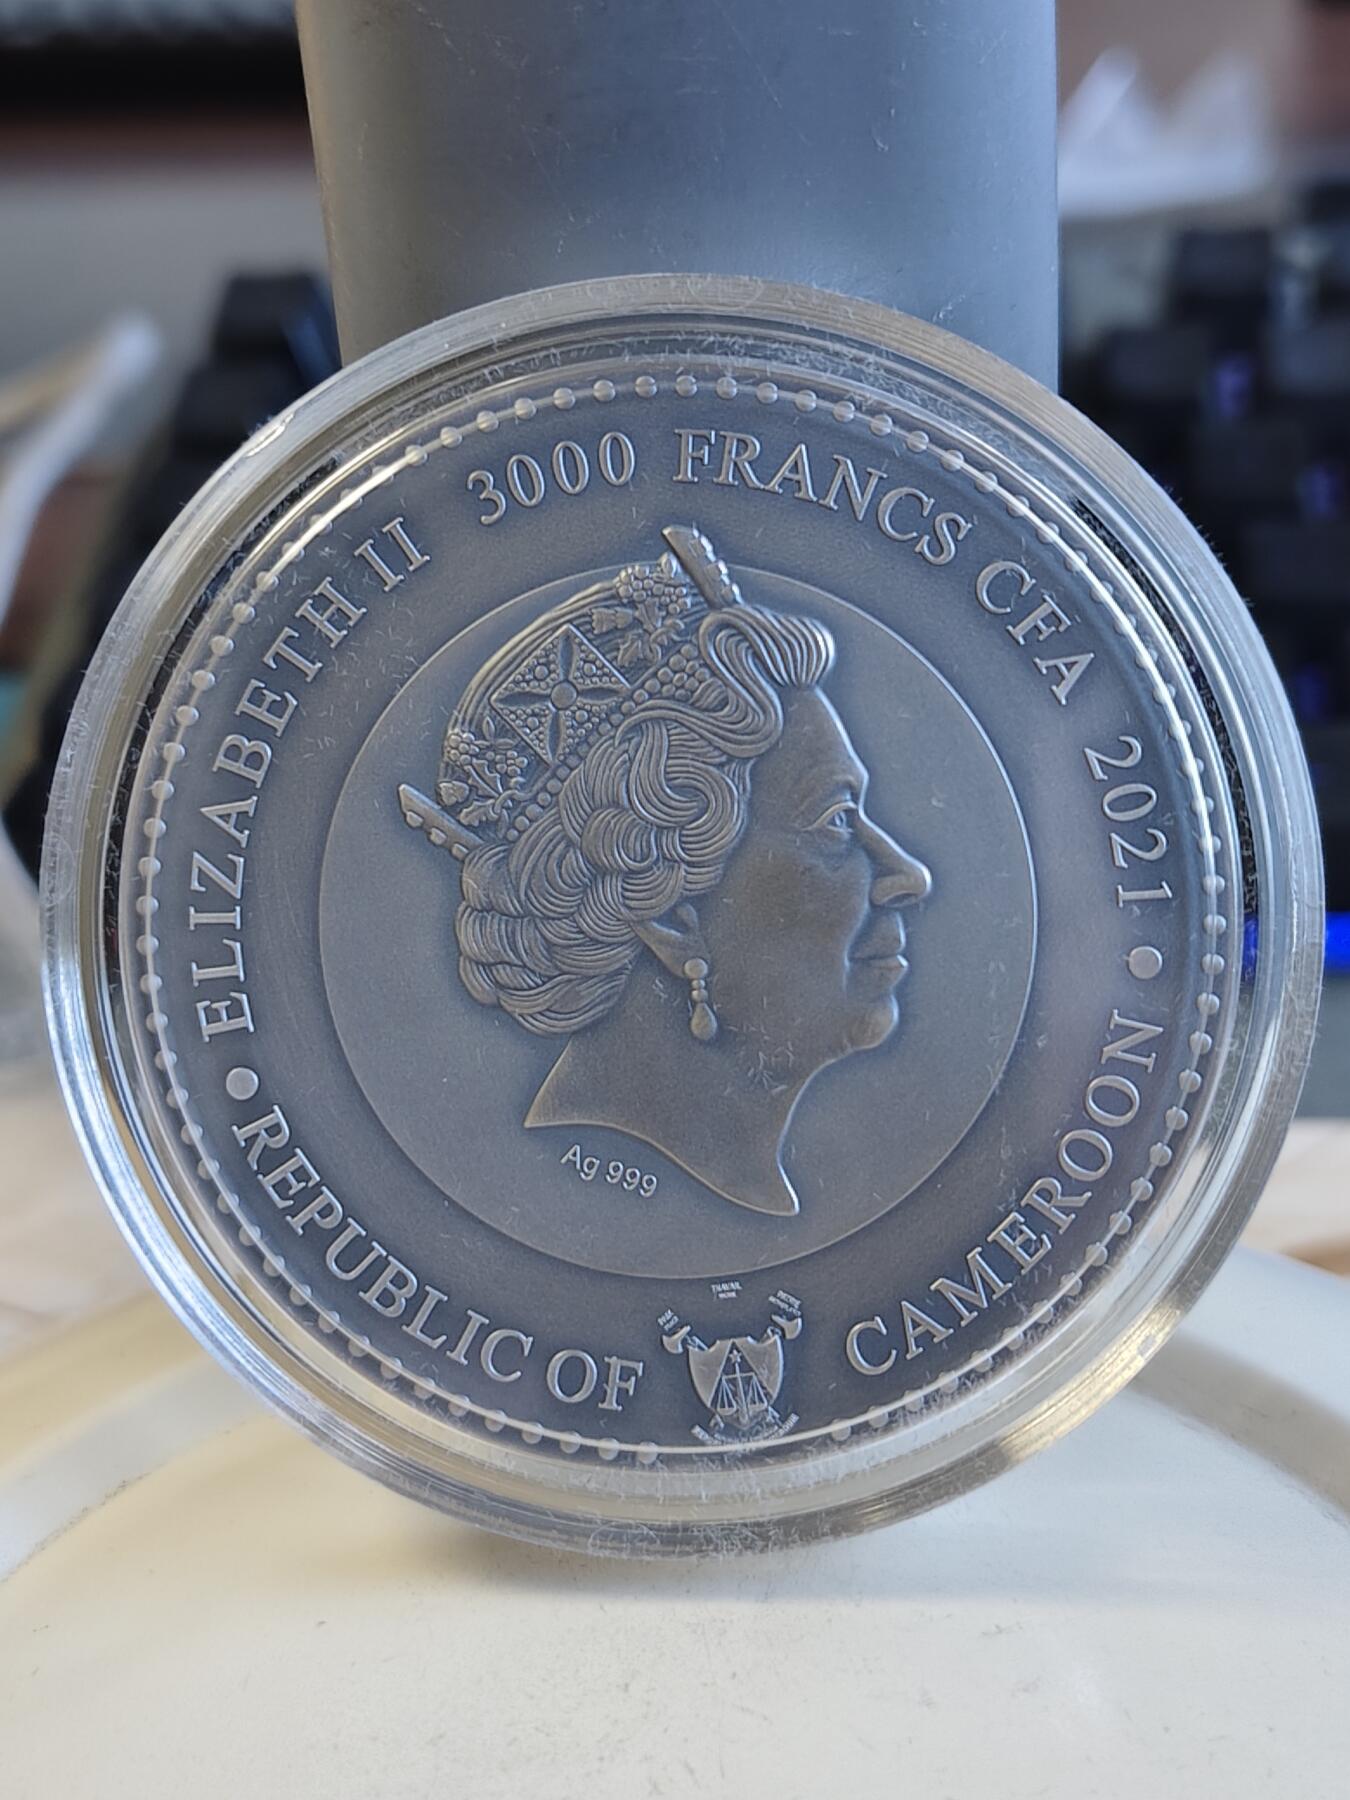 ELIZABETH II 3000 FRANCS CFA 2021
REPUBLIC OF CAMEROON
Ag 999